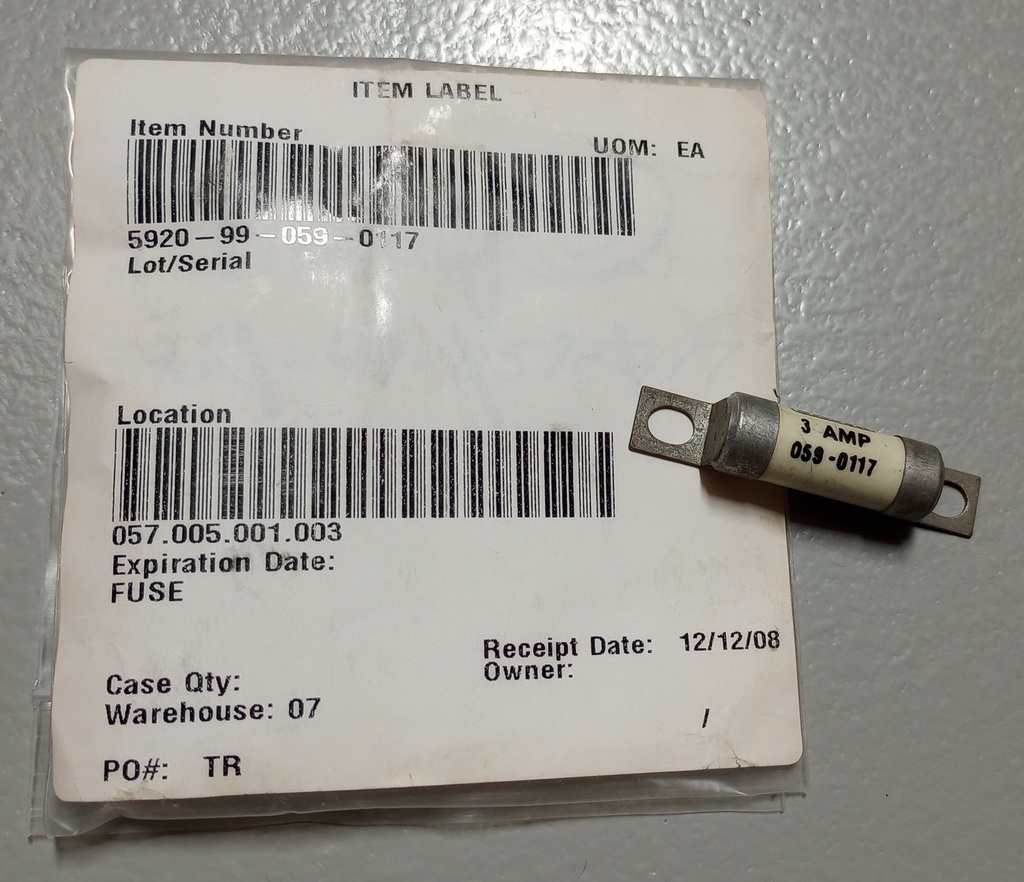 ITEM LABEL
Item Number
UOM: EA
5920-99-059-0117
Lot/Serial
Location
057.005.001.003
Expiration Date:
FUSE
Receipt Date: 12/12/08
Owner:
Case Qty:
Warehouse: 07
/
PO#: TR
3 AMP
059-0117